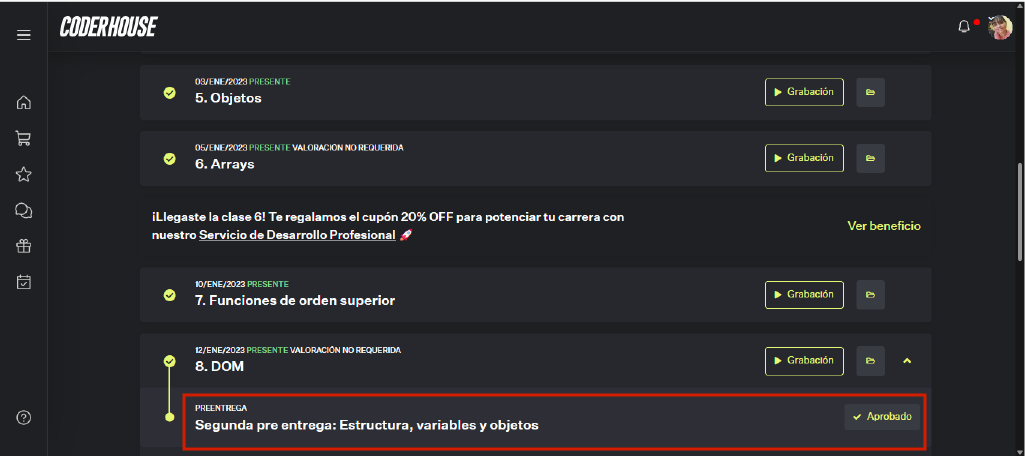 CODERHOUSE
03/ENE/2023 PRESENTE
5. Objetos
Grabación
05/ENE/2023 PRESENTE VALORACIÓN NO REQUERIDA
6. Arrays
Grabación
¡Llegaste la clase 6! Te regalamos el cupón 20% OFF para potenciar tu carrera con
nuestro Servicio de Desarrollo Profesional 🚀
Ver beneficio
10/ENE/2023 PRESENTE
7. Funciones de orden superior
Grabación
12/ENE/2023 PRESENTE VALORACIÓN NO REQUERIDA
8. DOM
Grabación
PREENTREGA
Segunda pre entrega: Estructura, variables y objetos
Aprobado